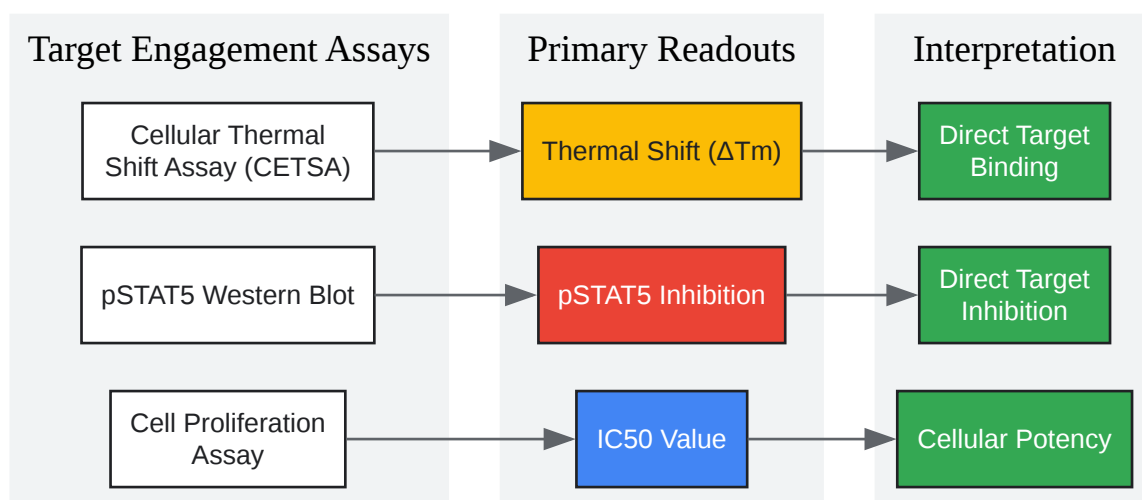 Target Engagement Assays
Primary Readouts
Interpretation
Cellular Thermal
Shift Assay (CETSA)
Thermal Shift (ΔTm)
Direct Target
Binding
pSTAT5 Western Blot
pSTAT5 Inhibition
Direct Target
Inhibition
Cell Proliferation
Assay
IC50 Value
Cellular Potency